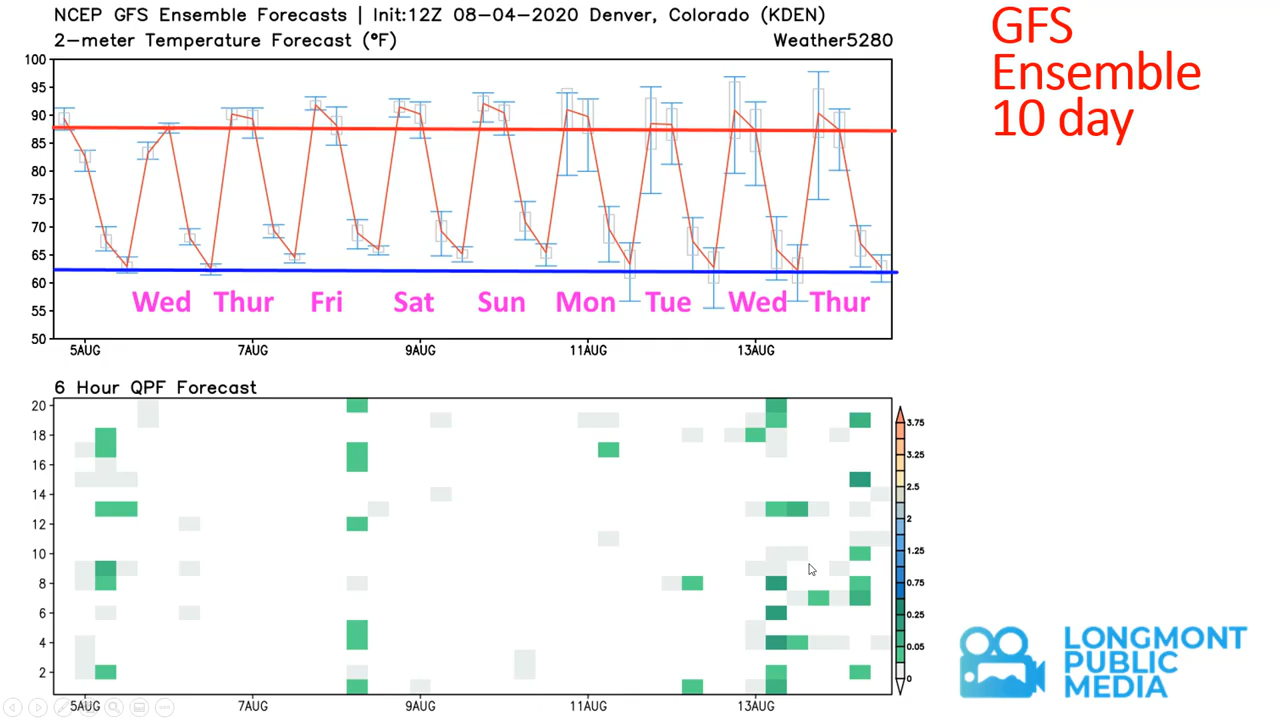 NCEP GFS Ensemble Forecasts | Init:12Z 08-04-2020 Denver, Colorado (KDEN)
2-meter Temperature Forecast (°F)
Weather5280
GFS
Ensemble
10 day
100
95
90
85
80
75
70
65
60
55
50
Wed Thur Fri Sat Sun Mon Tue Wed Thur
5AUG 7AUG 9AUG 11AUG 13AUG
6 Hour QPF Forecast
20
18
16
14
12
10
8
6
4
2
5AUG 7AUG 9AUG 11AUG 13AUG
3.75
3.25
2.5
2
1.25
0.75
0.25
0.05
0
LONGMONT
PUBLIC
MEDIA